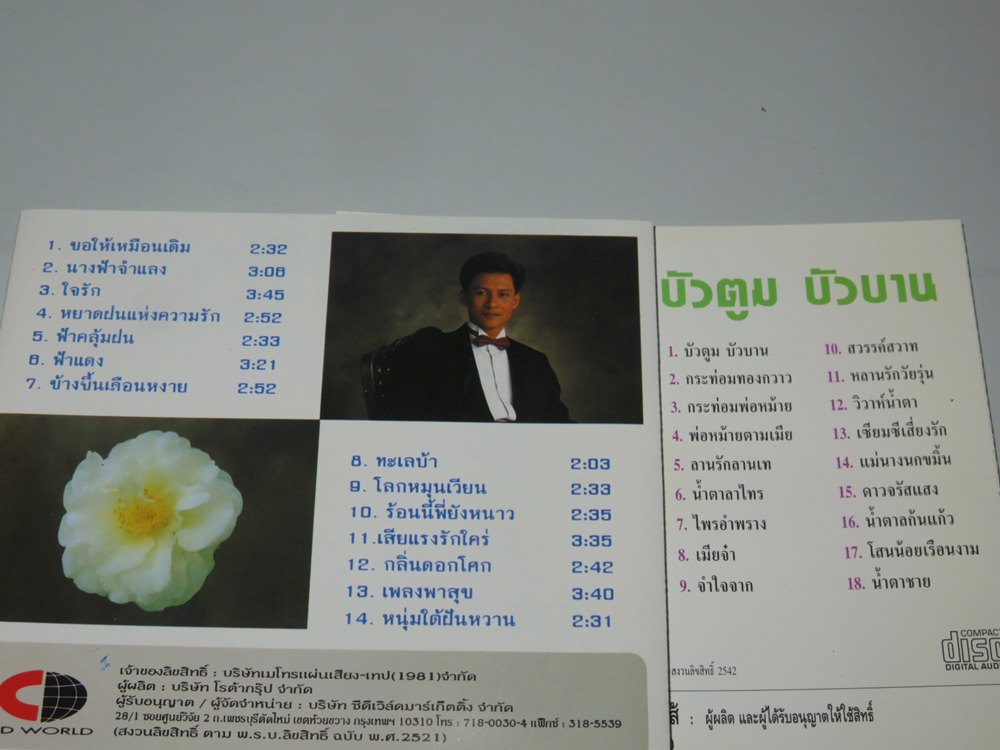 1. ขอให้เหมือนเดิม 2:32
2. นางฟ้าจำแลง 3:08
3. ใจรัก 3:45
4. หยาดฝนแห่งความรัก 2:52
5. ฟ้าคลุ้มฝน 2:33
6. ฟ้าแดง 3:21
7. ข้างขึ้นเดือนหงาย 2:52
8. ทะเลบ้า 2:03
9. โลกหมุนเวียน 2:33
10. ร้อนนี้พี่ยังหนาว 2:35
11.เสียแรงรักใคร่ 3:35
12. กลิ่นดอกโศก 2:42
13. เพลงพาสุข 3:40
14. หนุ่มใต้ฝันหวาน 2:31
D WORLD
เจ้าของลิขสิทธิ์ : บริษัทเมโทรแผ่นเสียง-เทป(1981)จำกัด
ผู้ผลิต : บริษัท โรต้ากรุ๊ป จำกัด
ผู้รับอนุญาต / ผู้จัดจำหน่าย : บริษัท ซีดีเวิล์ดมาร์เก็ตติ้ง จำกัด
28/1 ซอยศูนย์วิจัย 2 ถ.เพชรบุรีตัดใหม่ เขตห้วยขวาง กรุงเทพฯ 10310 โทร : 718-0030-4 แฟ็กซ์ : 318-5539
(สงวนลิขสิทธิ์ ตาม พ.ร.บ.ลิขสิทธิ์ ฉบับ พ.ศ.2521)
บัวตูม บัวบาน
1. บัวตูม บัวบาน
2. กระท่อมทองกวาว
3. กระท่อมพ่อหม้าย
4. พ่อหม้ายตามเมีย
5. ลานรักลานเท
6. น้ำตาลาไทร
7. ไพรอำพราง
8. เมียจ๋า
9. จำใจจาก
10. สวรรค์สวาท
11. หลานรักวัยรุ่น
12. วิวาห์น้ำตา
13. เซียมซีเสี่ยงรัก
14. แม่นางนกขมิ้น
15. ดาวจรัสแสง
16. น้ำตาลก้นแก้ว
17. โสนน้อยเรือนงาม
18. น้ำตาชาย
COMPACT
disc
DIGITAL AUD
สงวนลิขสิทธิ์ 2542
ผู้ผลิต และผู้ได้รับอนุญาตให้ใช้สิทธิ์